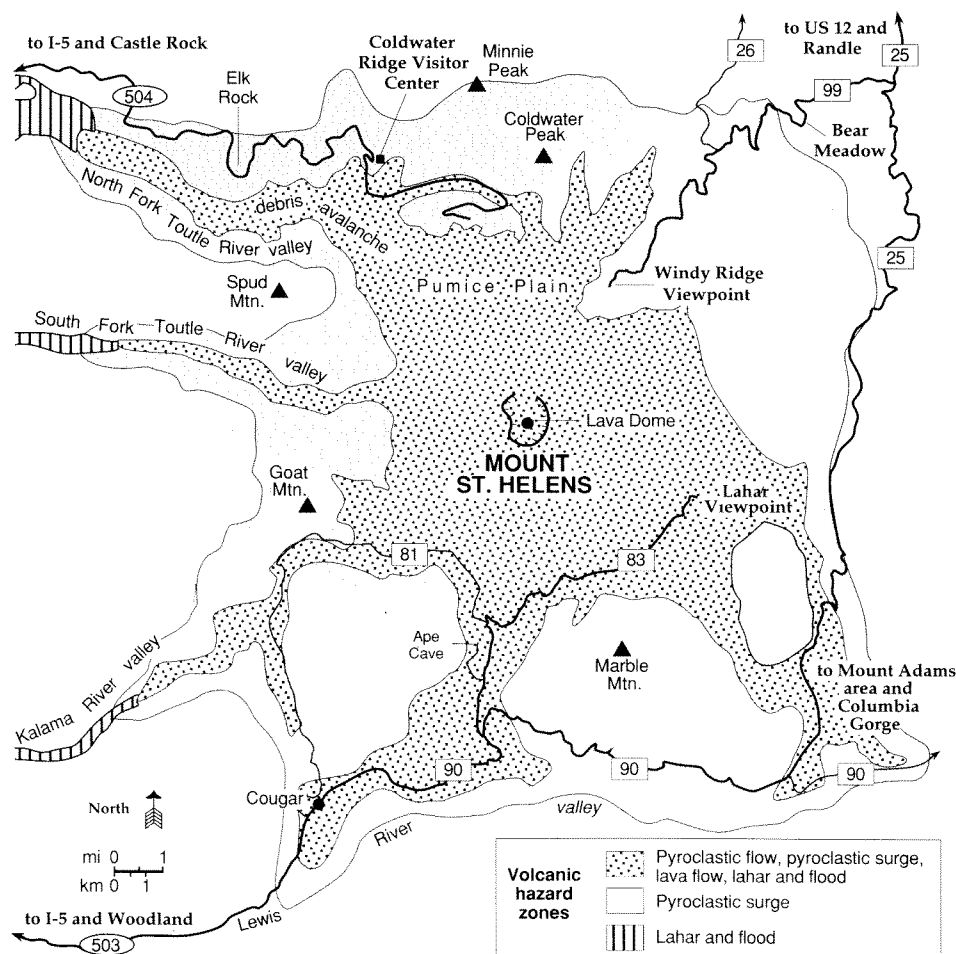 to I-5 and Castle Rock
504
Elk
Rock
Coldwater
Ridge Visitor
Center
Minnie
Peak
26
to US 12 and
Randle
25
99
Coldwater
Peak
Bear
Meadow
North Fork Toutle River valley
debris avalanche
Spud
Mtn.
Pumice Plain
Windy Ridge
Viewpoint
25
South Fork Toutle River valley
Lava Dome
MOUNT
ST. HELENS
Goat
Mtn.
Lahar
Viewpoint
81
83
Ape
Cave
Marble
Mtn.
Kalama River valley
to Mount Adams
area and
Columbia
Gorge
90
90
90
North
Cougar
mi 0 1
km 0 1
Lewis River valley
to I-5 and Woodland
503
Volcanic
hazard
zones
Pyroclastic flow, pyroclastic surge,
lava flow, lahar and flood
Pyroclastic surge
Lahar and flood